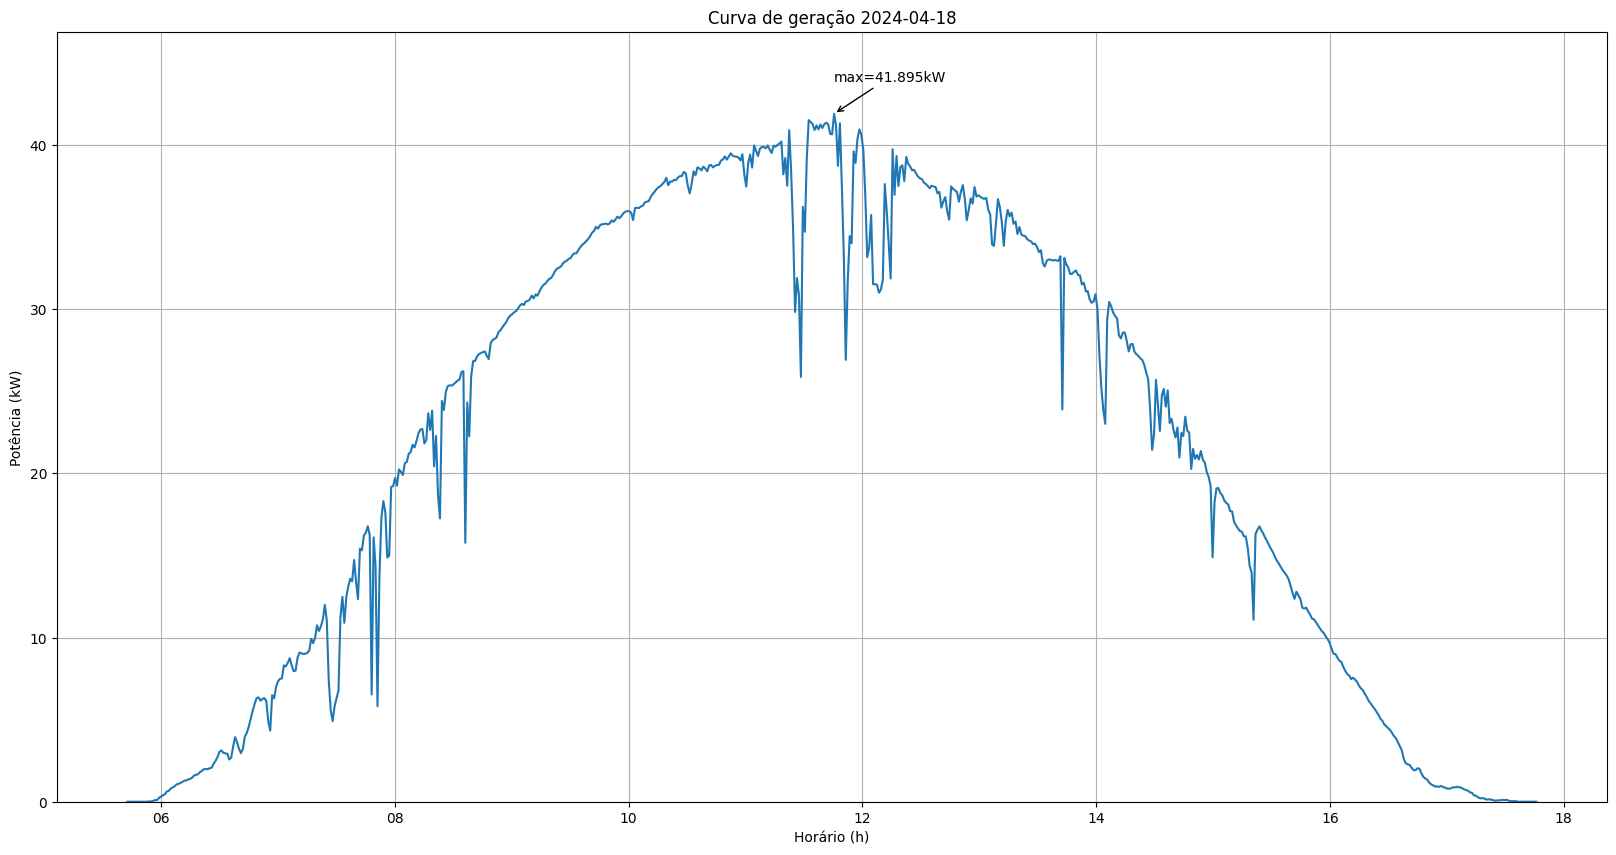 Curva de geração 2024-04-18
max=41.895kW
40
30
20
10
0
Potência (kW)
06 08 10 12 14 16 18
Horário (h)